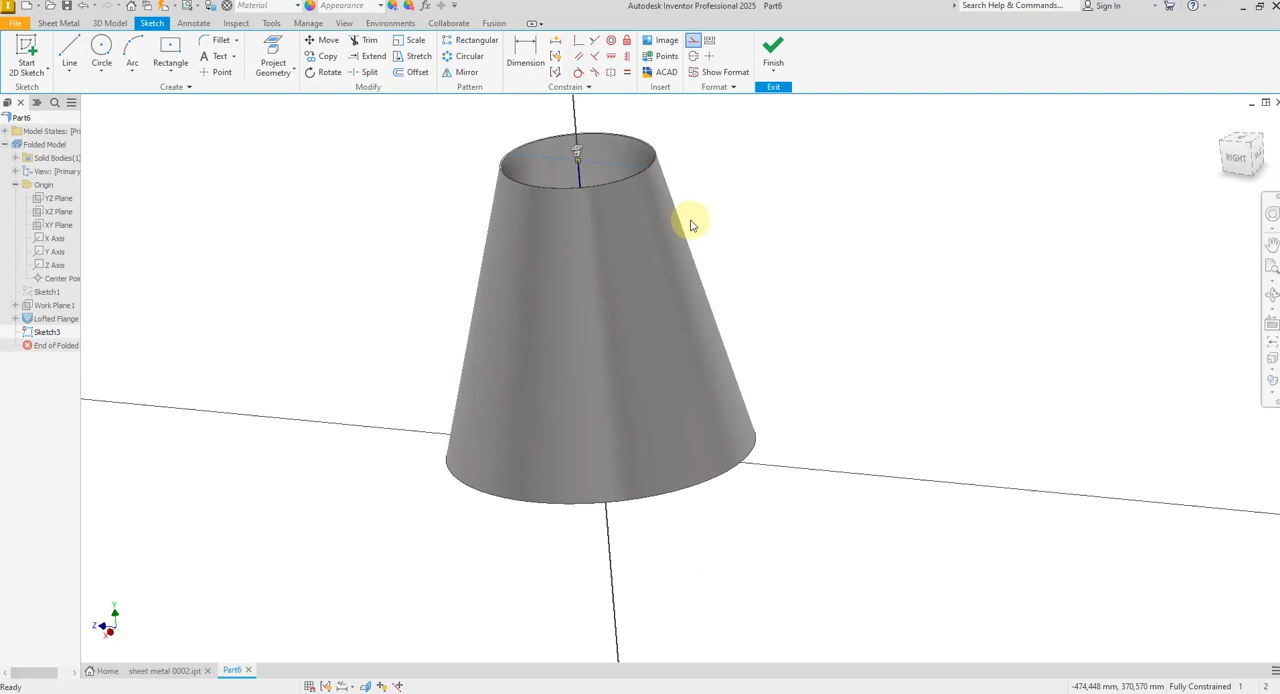 Material
Appearance
Autodesk Inventor Professional 2025 Part6
Search Help & Commands...
Sign In
File Sheet Metal 3D Model Sketch Annotate Inspect Tools Manage View Environments Collaborate Fusion
Start
2D Sketch
Line
Circle
Arc
Rectangle
Fillet
Text
Point
Project
Geometry
Move
Copy
Rotate
Trim
Extend
Split
Scale
Stretch
Offset
Rectangular
Circular
Mirror
Dimension
Image
Points
ACAD
Show Format
Finish
Sketch
Create
Modify
Pattern
Constrain
Insert
Format
Exit
Part6
Model States: [Pri
Folded Model
Solid Bodies(1)
View: [Primary
Origin
YZ Plane
XZ Plane
XY Plane
X Axis
Y Axis
Z Axis
Center Poi
Sketch1
Work Plane1
Lofted Flange
Sketch3
End of Folded
RIGHT
Y
Z
X
Home
sheet metal 0002.ipt
Part6
Ready
-474,448 mm, 370,570 mm Fully Constrained 1 2